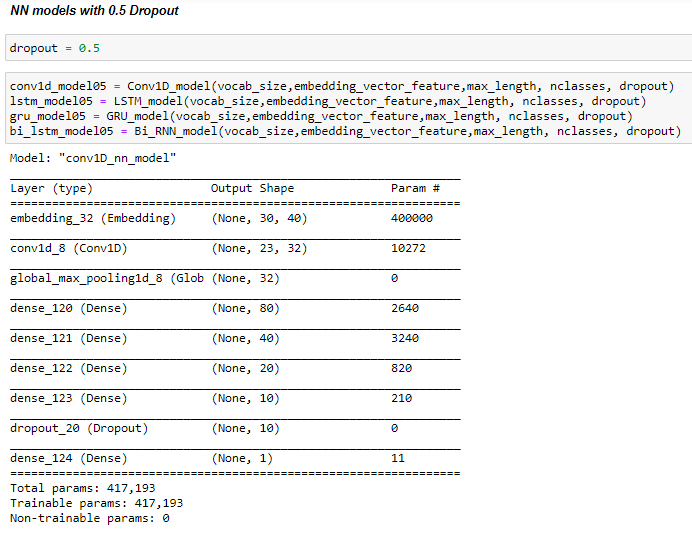 NN models with 0.5 Dropout
dropout = 0.5
conv1d_model05 = Conv1D_model(vocab_size,embedding_vector_feature,max_length, nclasses, dropout)
lstm_model05 = LSTM_model(vocab_size,embedding_vector_feature,max_length, nclasses, dropout)
gru_model05 = GRU_model(vocab_size,embedding_vector_feature,max_length, nclasses, dropout)
bi_lstm_model05 = Bi_RNN_model(vocab_size,embedding_vector_feature,max_length, nclasses, dropout)
Model: "conv1D_nn_model"
_________________________________________________________________
Layer (type)                 Output Shape              Param #
=================================================================
embedding_32 (Embedding)     (None, 30, 40)            400000
_________________________________________________________________
conv1d_8 (Conv1D)            (None, 23, 32)            10272
_________________________________________________________________
global_max_pooling1d_8 (Glob (None, 32)                0
_________________________________________________________________
dense_120 (Dense)            (None, 80)                2640
_________________________________________________________________
dense_121 (Dense)            (None, 40)                3240
_________________________________________________________________
dense_122 (Dense)            (None, 20)                820
_________________________________________________________________
dense_123 (Dense)            (None, 10)                210
_________________________________________________________________
dropout_20 (Dropout)         (None, 10)                0
_________________________________________________________________
dense_124 (Dense)            (None, 1)                 11
=================================================================
Total params: 417,193
Trainable params: 417,193
Non-trainable params: 0